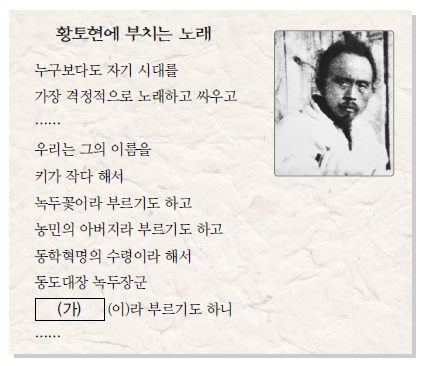 황토현에 부치는 노래
누구보다도 자기 시대를
가장 격정적으로 노래하고 싸우고
……
우리는 그의 이름을
키가 작다 해서
녹두꽃이라 부르기도 하고
농민의 아버지라 부르기도 하고
동학혁명의 수령이라 해서
동도대장 녹두장군
(가) (이)라 부르기도 하니
……